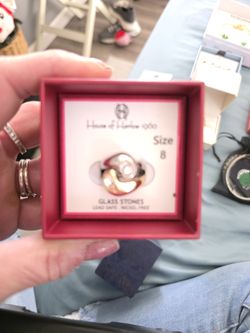 House of Harlow 1960
Size
8
GLASS STONES
LEAD SAFE · NICKEL FREE